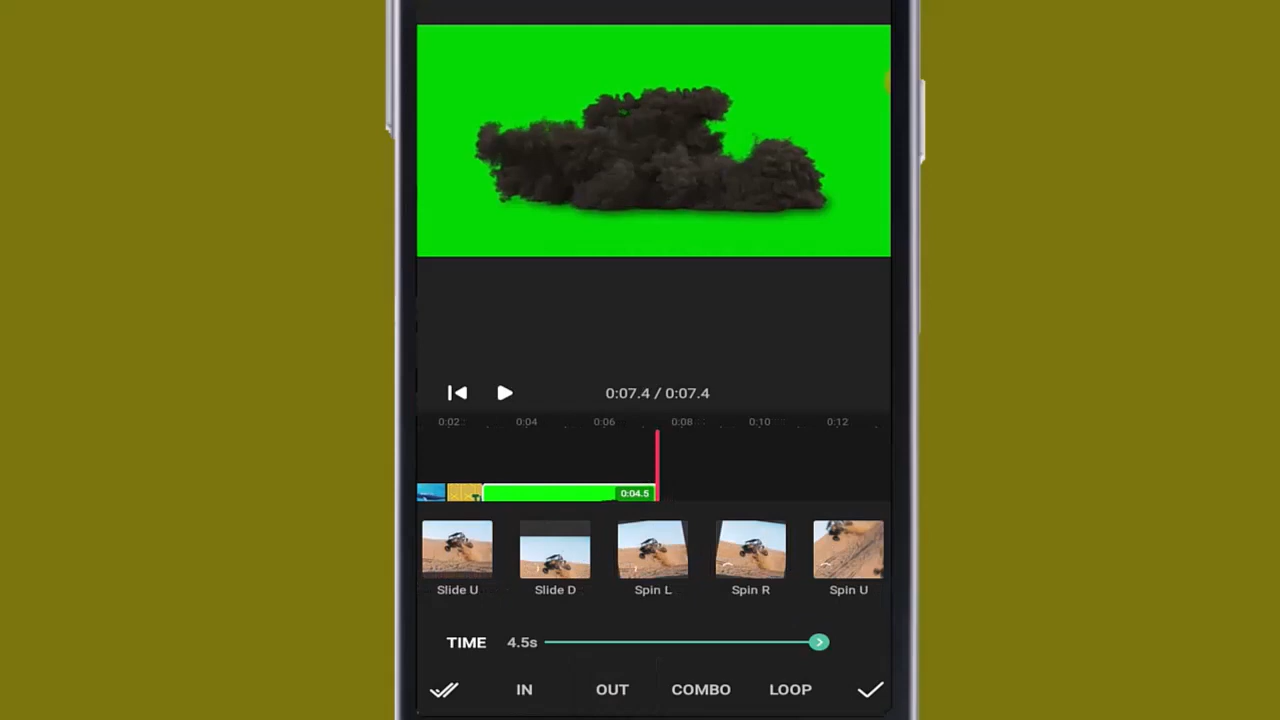 0:07.4 / 0:07.4
0:02 0:04 0:06 0:08 0:10 0:12
0:04.5
Slide U Slide D Spin L Spin R Spin U
TIME 4.5s
IN OUT COMBO LOOP